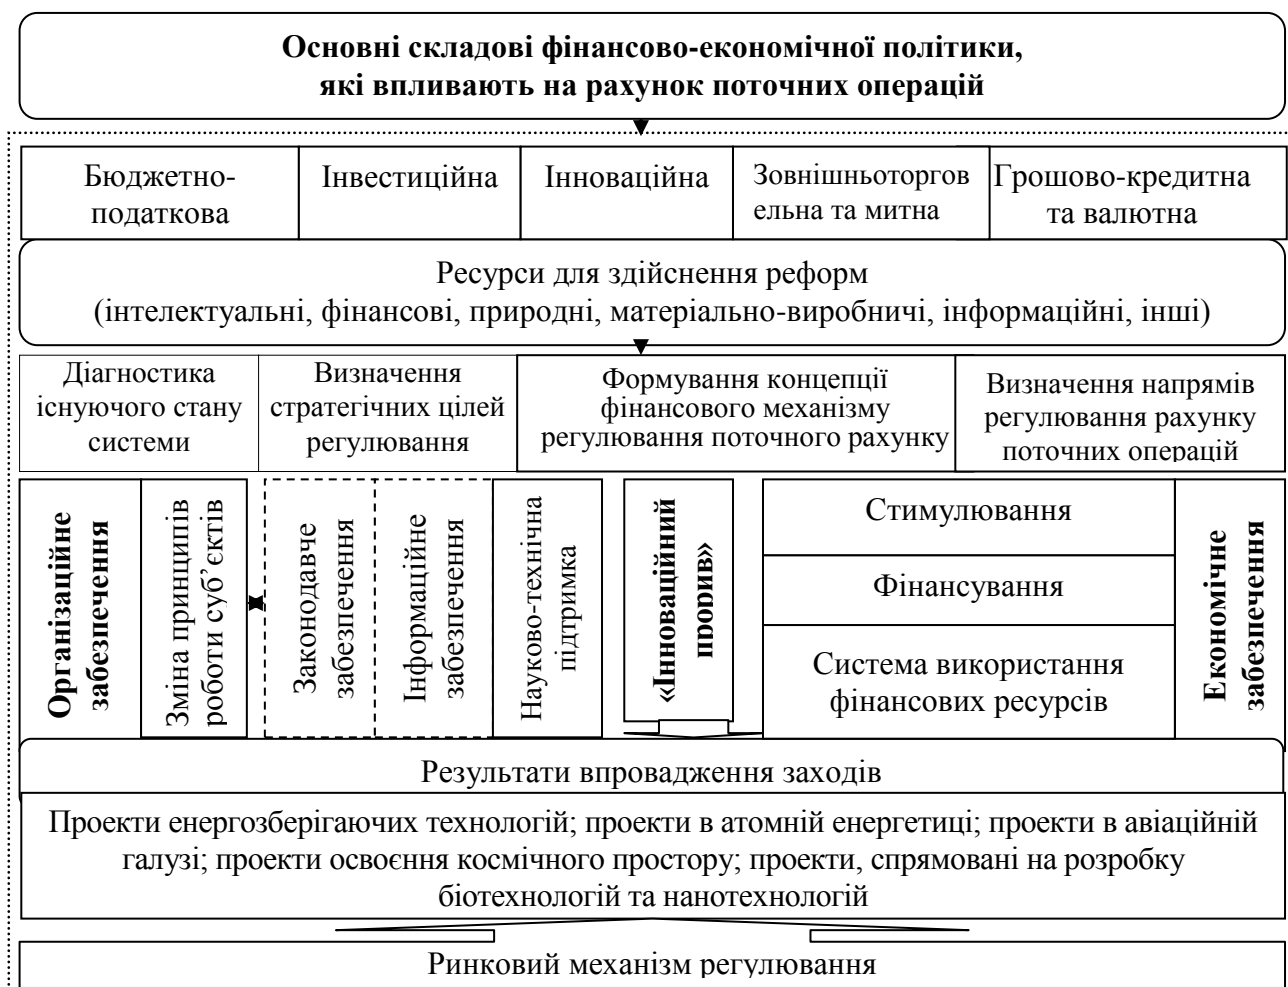 Основні складові фінансово-економічної політики,
які впливають на рахунок поточних операцій
Бюджетно-
податкова
Інвестиційна
Інноваційна
Зовнішньоторгов
ельна та митна
Грошово-кредитна
та валютна
Ресурси для здійснення реформ
(інтелектуальні, фінансові, природні, матеріально-виробничі, інформаційні, інші)
Діагностика
існуючого стану
системи
Визначення
стратегічних цілей
регулювання
Формування концепції
фінансового механізму
регулювання поточного рахунку
Визначення напрямів
регулювання рахунку
поточних операцій
Організаційне
забезпечення
Зміна принципів
роботи суб’єктів
Законодавче
забезпечення
Інформаційне
забезпечення
Науково-технічна
підтримка
«Інноваційний
прорив»
Стимулювання
Фінансування
Система використання
фінансових ресурсів
Економічне
забезпечення
Результати впровадження заходів
Проекти енергозберігаючих технологій; проекти в атомній енергетиці; проекти в авіаційній
галузі; проекти освоєння космічного простору; проекти, спрямовані на розробку
біотехнологій та нанотехнологій
Ринковий механізм регулювання